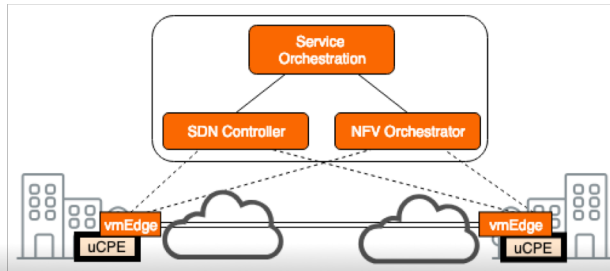 Service
Orchestration
SDN Controller
NFV Orchestrator
vmEdge
vmEdge
uCPE
uCPE